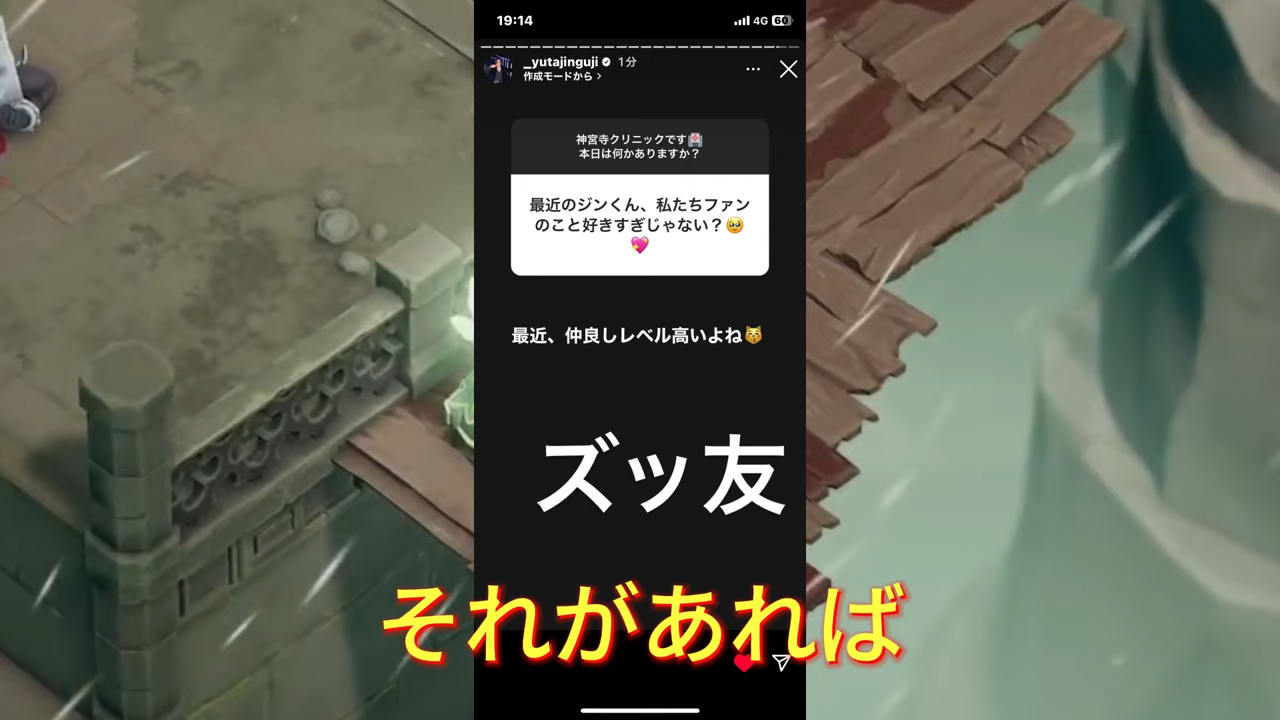 19:14
4G 60
_yutajinguji 1分
作成モードから
神宮寺クリニックです🏥
本日は何かありますか？
最近のジンくん、私たちファン
のこと好きすぎじゃない？🥹
💖
最近、仲良しレベル高いよね😽
ズッ友
それがあれば